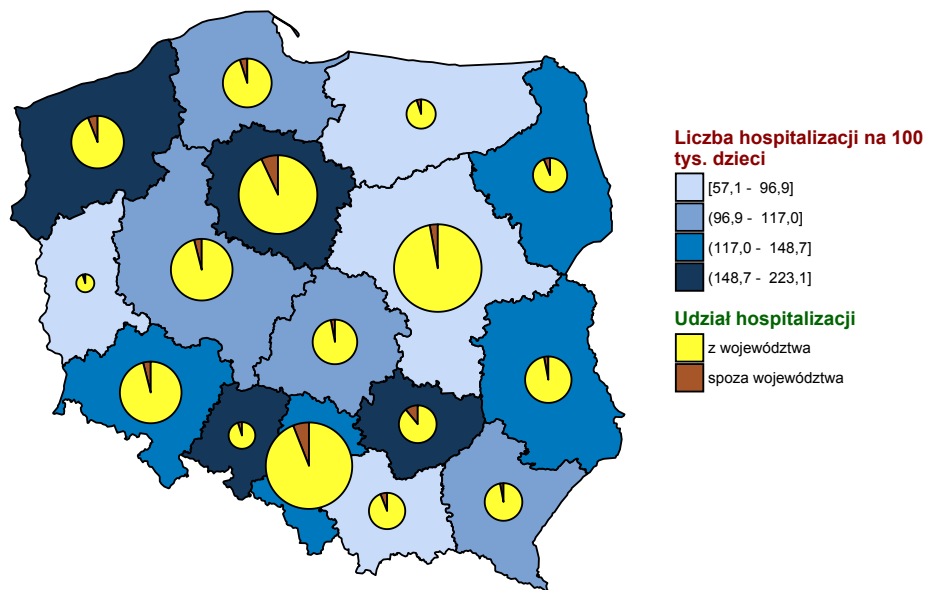 Liczba hospitalizacji na 100
tys. dzieci
[57,1 - 96,9]
(96,9 - 117,0]
(117,0 - 148,7]
(148,7 - 223,1]
Udział hospitalizacji
z województwa
spoza województwa